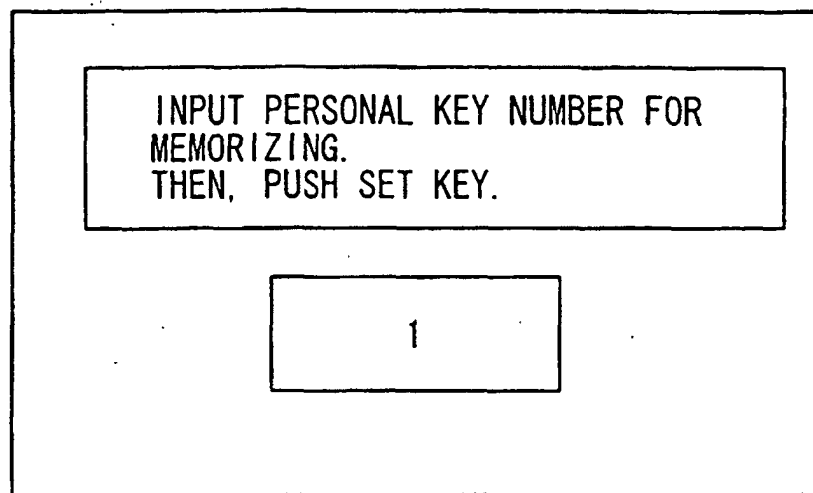 INPUT PERSONAL KEY NUMBER FOR
MEMORIZING.
THEN, PUSH SET KEY.
1